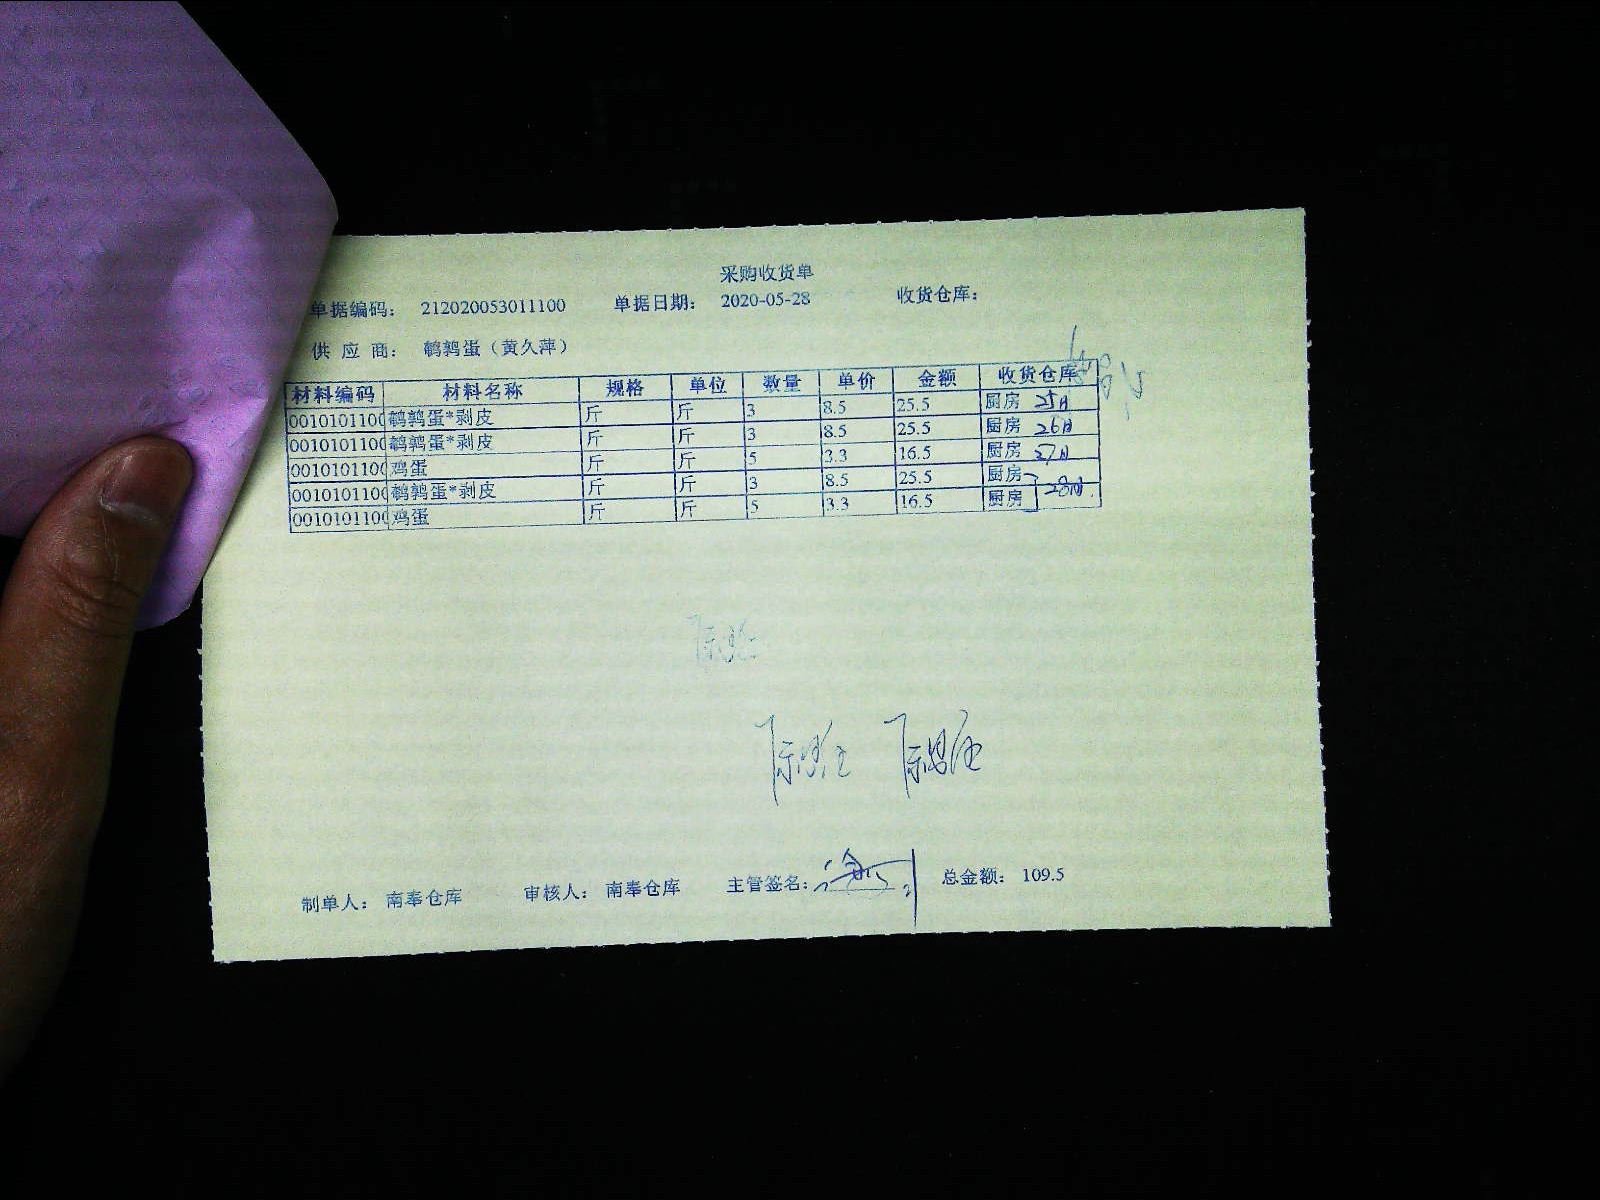 采购收货单
单据编码: 212020053011100 单据日期: 2020-05-28 收货仓库:
供 应 商: 鹌鹑蛋(黄久萍)
材料编码 材料名称 规格 单位 数量 单价 金额 收货仓库
0010101100 鹌鹑蛋*剥皮 斤 斤 3 8.5 25.5 厨房 25日
0010101100 鹌鹑蛋*剥皮 斤 斤 3 8.5 25.5 厨房 26日
0010101100 鸡蛋 斤 斤 5 3.3 16.5 厨房 27日
0010101100 鹌鹑蛋*剥皮 斤 斤 3 8.5 25.5 厨房
0010101100 鸡蛋 斤 斤 5 3.3 16.5 厨房 28日
制单人: 南奉仓库 审核人: 南奉仓库 主管签名: 总金额: 109.5